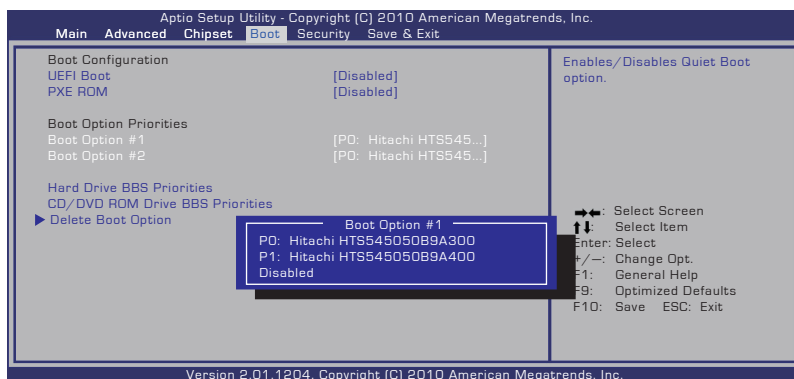 Aptio Setup Utility - Copyright (C) 2010 American Megatrends, Inc.
Main Advanced Chipset Boot Security Save & Exit
Boot Configuration
UEFI Boot [Disabled]
PXE ROM [Disabled]
Boot Option Priorities
Boot Option #1 [P0: Hitachi HTS545...]
Boot Option #2 [P0: Hitachi HTS545...]
Hard Drive BBS Priorities
CD/DVD ROM Drive BBS Priorities
Delete Boot Option
Boot Option #1
P0: Hitachi HTS545050B9A300
P1: Hitachi HTS545050B9A400
Disabled
Enables/Disables Quiet Boot
option.
→←: Select Screen
↑↓: Select Item
Enter: Select
+/—: Change Opt.
F1: General Help
F9: Optimized Defaults
F10: Save ESC: Exit
Version 2.01.1204. Copyright (C) 2010 American Megatrends, Inc.